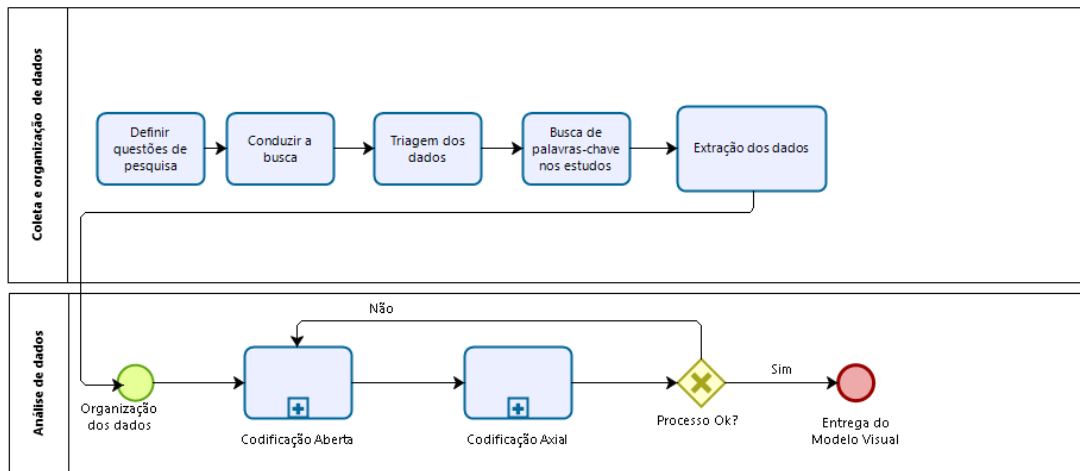 Coleta e organização de dados
Definir
questões de
pesquisa
Conduzir a
busca
Triagem dos
dados
Busca de
palavras-chave
nos estudos
Extração dos dados
Análise de dados
Não
Organização
dos dados
Codificação Aberta
Codificação Axial
Processo Ok?
Sim
Entrega do
Modelo Visual